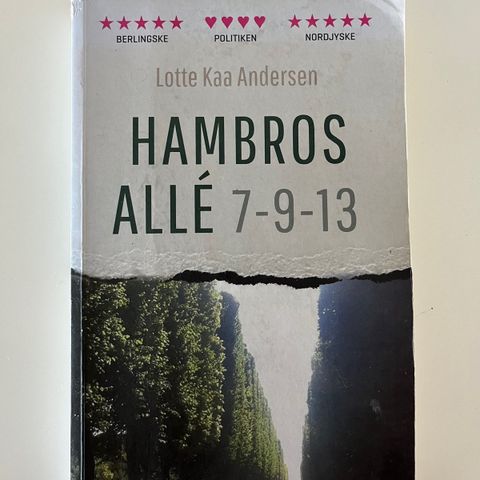 ★★★★★ ♥♥♥♥ ★★★★★
BERLINGSKE POLITIKEN NORDJYSKE
Lotte Kaa Andersen
HAMBROS
ALLÉ 7-9-13